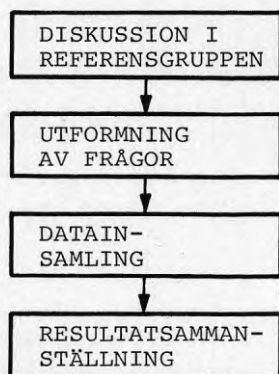 DISKUSSION I
REFERENSGRUPPEN
UTFORMNING
AV FRÅGOR
DATAIN-
SAMLING
RESULTATSAMMAN-
STÄLLNING